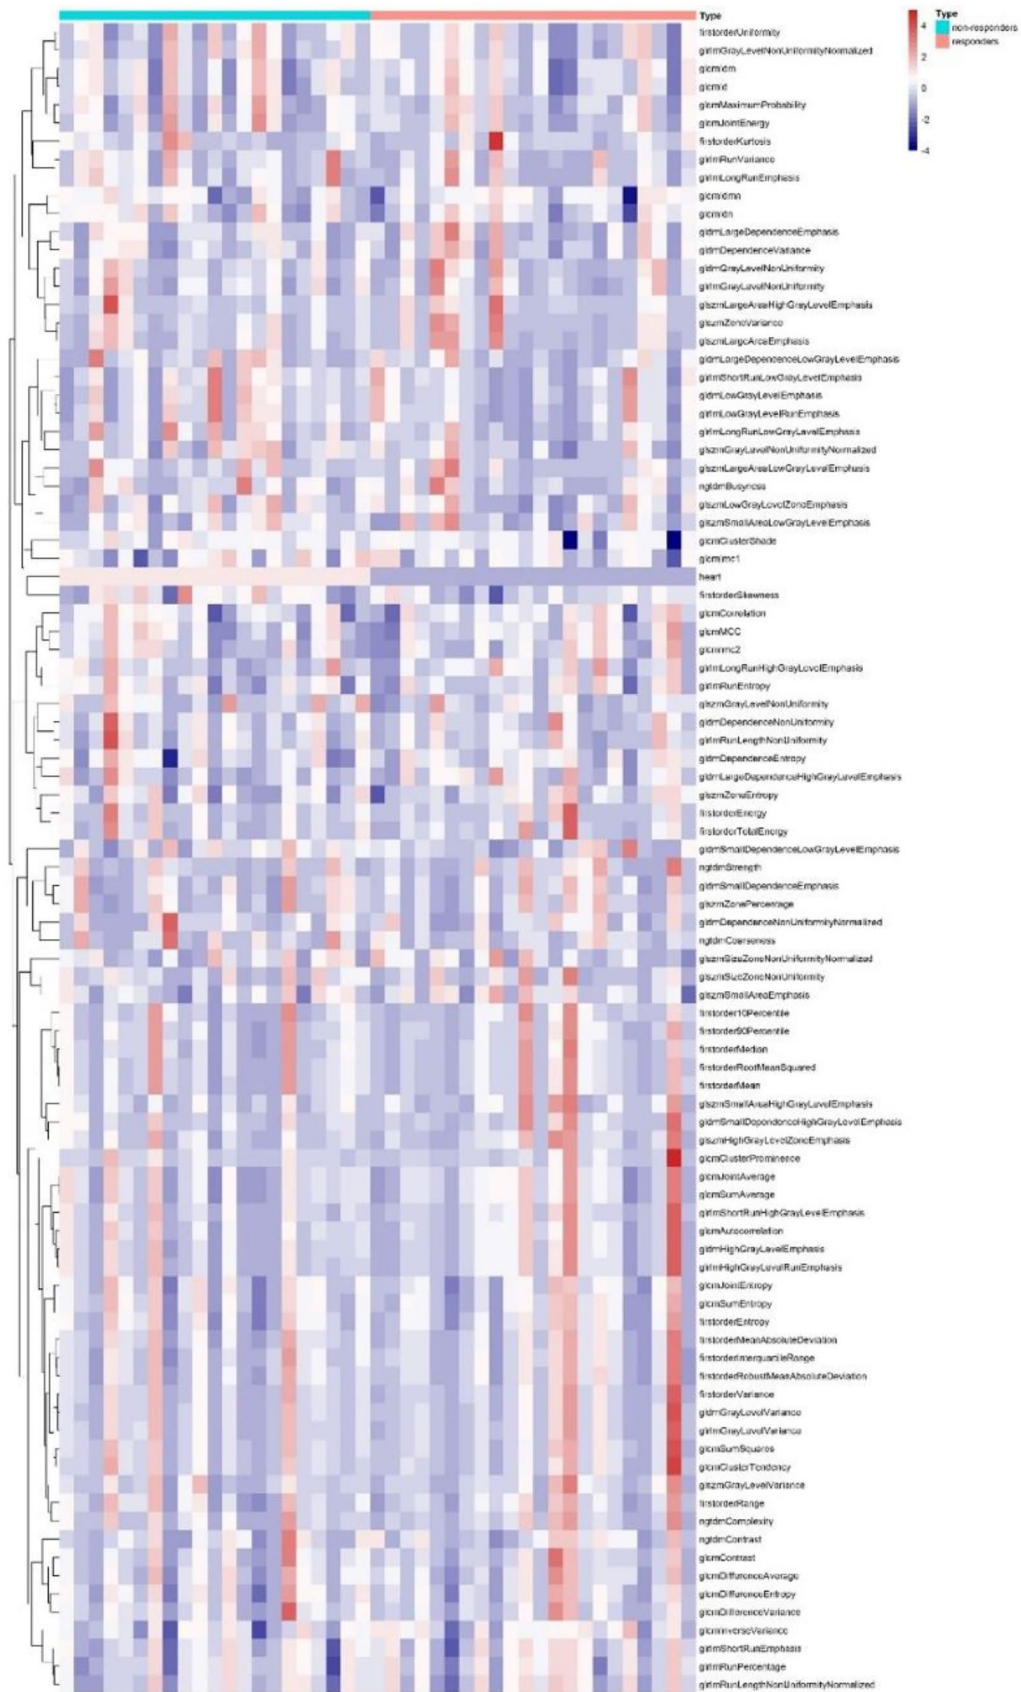 Type
firstorderUniformity
glrlmGrayLevelNonUniformityNormalized
glcmIdm
glcmId
glcmMaximumProbability
glcmJointEnergy
firstorderKurtosis
glrlmRunVariance
glrlmLongRunEmphasis
glcmIdmn
glcmIdn
gldmLargeDependenceEmphasis
gldmDependenceVariance
gldmGrayLevelNonUniformity
glrlmGrayLevelNonUniformity
glszmLargeAreaHighGrayLevelEmphasis
glszmZoneVariance
glszmLargeAreaEmphasis
gldmLargeDependenceLowGrayLevelEmphasis
glrlmShortRunLowGrayLevelEmphasis
gldmLowGrayLevelEmphasis
glrlmLowGrayLevelRunEmphasis
glrlmLongRunLowGrayLevelEmphasis
glszmGrayLevelNonUniformityNormalized
glszmLargeAreaLowGrayLevelEmphasis
ngtdmBusyness
glszmLowGrayLevelZoneEmphasis
glszmSmallAreaLowGrayLevelEmphasis
glcmClusterShade
glcmImc1
heart
firstorderSkewness
glcmCorrelation
glcmMCC
glcmImc2
glrlmLongRunHighGrayLevelEmphasis
glrlmRunEntropy
glszmGrayLevelNonUniformity
gldmDependenceNonUniformity
glrlmRunLengthNonUniformity
gldmDependenceEntropy
gldmLargeDependenceHighGrayLevelEmphasis
glszmZoneEntropy
firstorderEnergy
firstorderTotalEnergy
gldmSmallDependenceLowGrayLevelEmphasis
ngtdmStrength
gldmSmallDependenceEmphasis
glszmZonePercentage
gldmDependenceNonUniformityNormalized
ngtdmCoarseness
glszmSizeZoneNonUniformityNormalized
glszmSizeZoneNonUniformity
glszmSmallAreaEmphasis
firstorder10Percentile
firstorder90Percentile
firstorderMedian
firstorderRootMeanSquared
firstorderMean
glszmSmallAreaHighGrayLevelEmphasis
gldmSmallDependenceHighGrayLevelEmphasis
glszmHighGrayLevelZoneEmphasis
glcmClusterProminence
glcmJointAverage
glcmSumAverage
glrlmShortRunHighGrayLevelEmphasis
glcmAutocorrelation
gldmHighGrayLevelEmphasis
glrlmHighGrayLevelRunEmphasis
glcmJointEntropy
glcmSumEntropy
firstorderEntropy
firstorderMeanAbsoluteDeviation
firstorderInterquartileRange
firstorderRobustMeanAbsoluteDeviation
firstorderVariance
gldmGrayLevelVariance
glrlmGrayLevelVariance
glcmSumSquares
glcmClusterTendency
glszmGrayLevelVariance
firstorderRange
ngtdmComplexity
ngtdmContrast
glcmContrast
glcmDifferenceAverage
glcmDifferenceEntropy
glcmDifferenceVariance
glcmInverseVariance
glrlmShortRunEmphasis
glrlmRunPercentage
glrlmRunLengthNonUniformityNormalized
4
2
0
-2
-4
Type
non-responders
responders